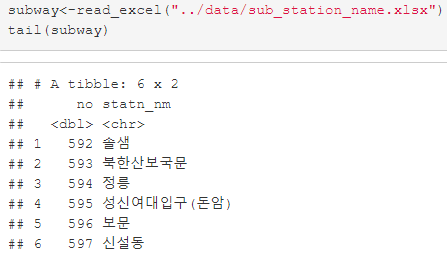 subway<-read_excel("../data/sub_station_name.xlsx")
tail(subway)
## # A tibble: 6 x 2
##      no statn_nm
##   <dbl> <chr>
## 1   592 솔샘
## 2   593 북한산보국문
## 3   594 정릉
## 4   595 성신여대입구(돈암)
## 5   596 보문
## 6   597 신설동